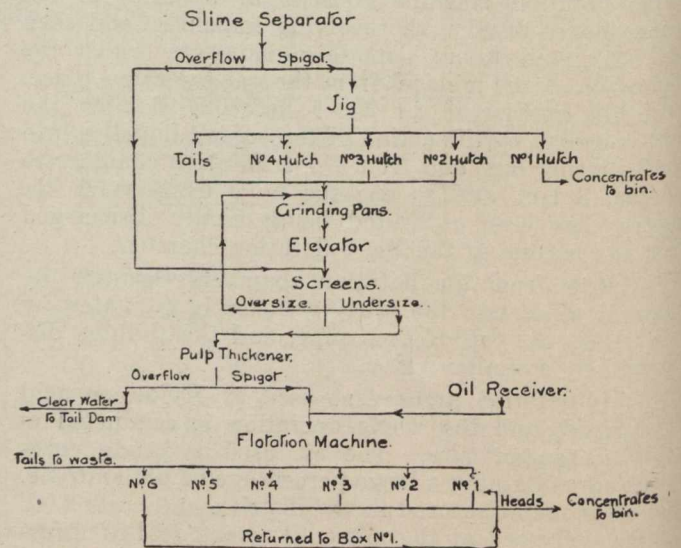 Slime Separator
Overflow Spigot.
Jig
Tails Nº4 Hutch Nº3 Hutch Nº2 Hutch Nº1 Hutch
Concentrates
to bin.
Grinding Pans.
Elevator
Screens.
Oversize. Undersize.
Pulp Thickener.
Overflow Spigot
Oil Receiver.
Clear Water
to Tail Dam
Flotation Machine.
Tails to waste.
Nº6 Nº5 Nº4 Nº3 Nº2 Nº1
Heads
Concentrates
to bin.
Returned to Box Nº1.